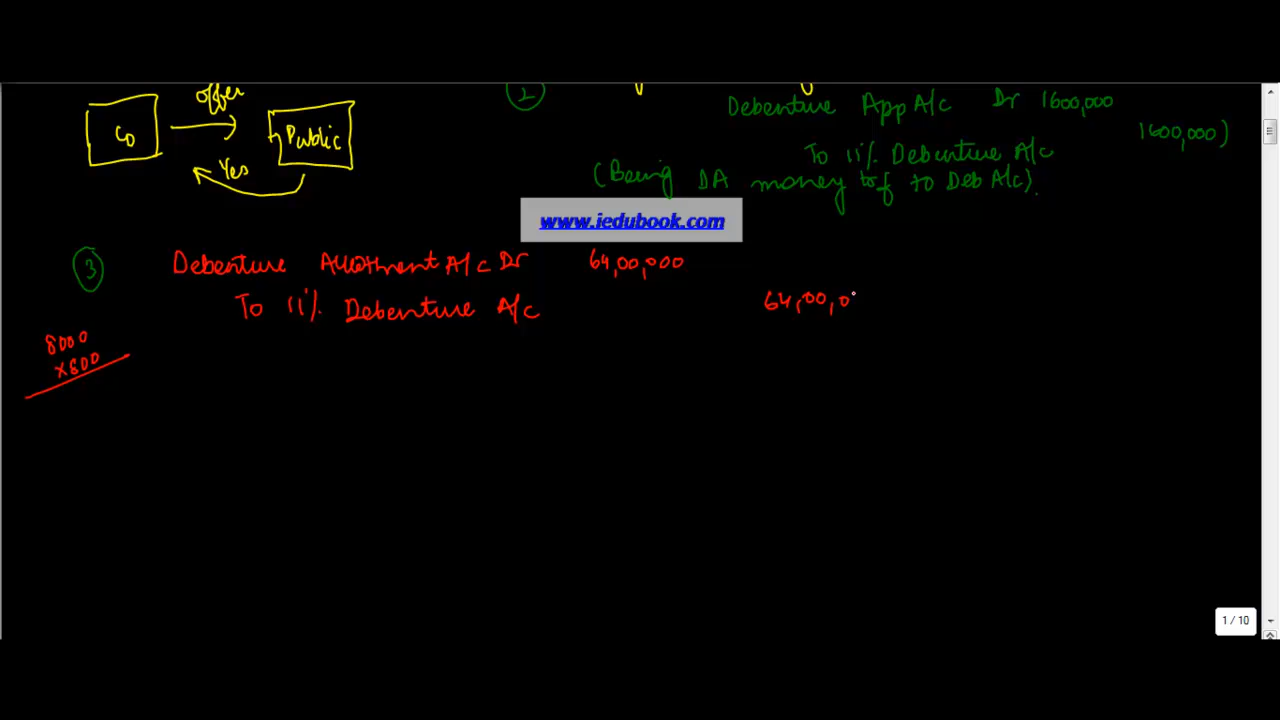 offer
Co
Public
Yes
2
Debenture App A/c Dr 1600,000
1600,000)
To 11% Debenture A/c
(Being DA money tsf to Deb A/c).
www.iedubook.com
3
Debenture Allotment A/c Dr 64,00,000
To 11% Debenture A/c 64,00,0
8000
x800
1 / 10